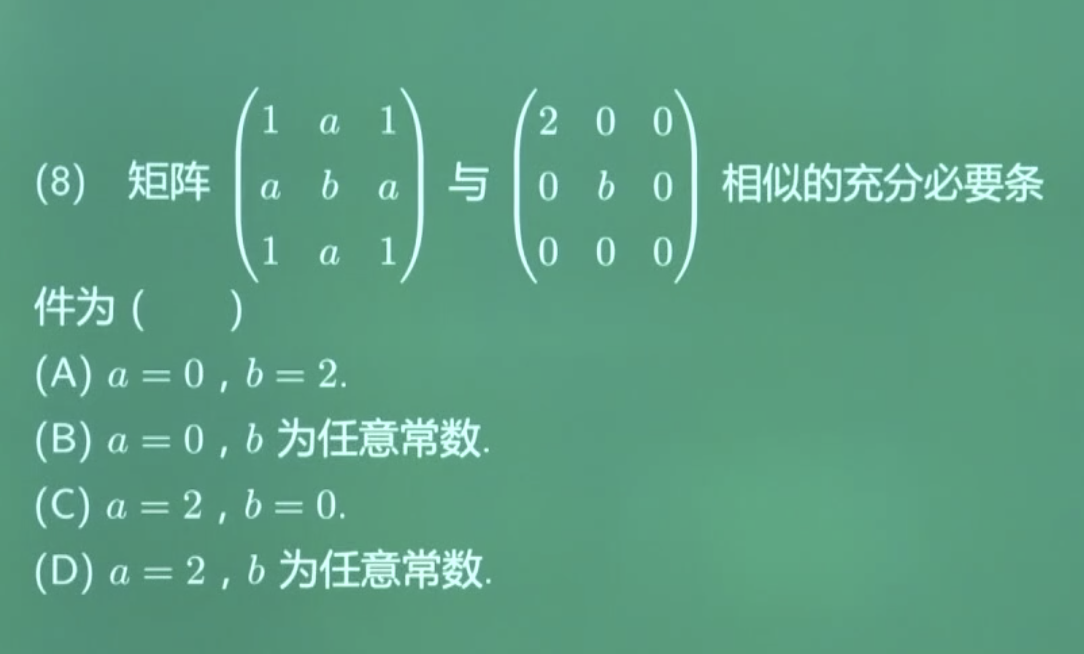 (8) 矩阵 $\begin{pmatrix} 1 & a & 1 \\ a & b & a \\ 1 & a & 1 \end{pmatrix}$ 与 $\begin{pmatrix} 2 & 0 & 0 \\ 0 & b & 0 \\ 0 & 0 & 0 \end{pmatrix}$ 相似的充分必要条
件为 (  )
(A) $a = 0$ , $b = 2$.
(B) $a = 0$ , $b$ 为任意常数.
(C) $a = 2$ , $b = 0$.
(D) $a = 2$ , $b$ 为任意常数.